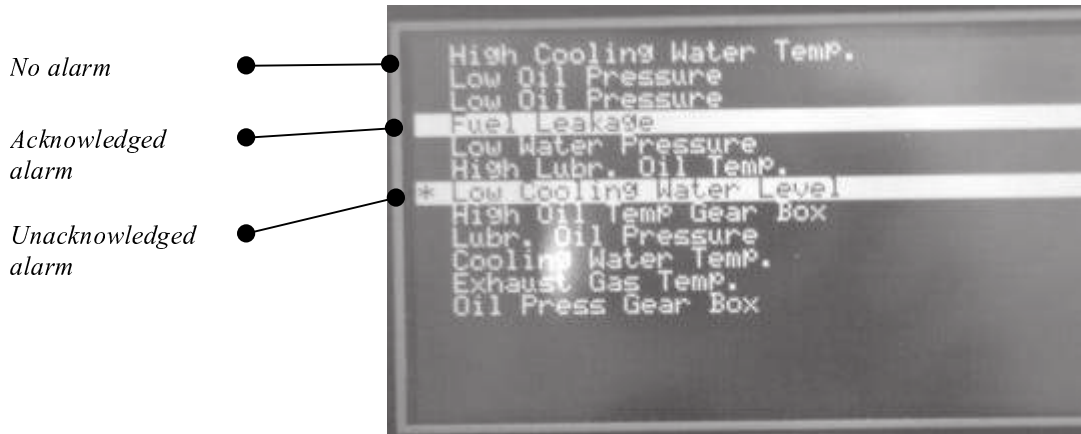 No alarm
Acknowledged
alarm
Unacknowledged
alarm
High Cooling Water Temp.
Low Oil Pressure
Low Oil Pressure
Fuel Leakage
Low Water Pressure
High Lubr. Oil Temp.
* Low Cooling Water Level
High Oil Temp Gear Box
Lubr. Oil Pressure
Cooling Water Temp.
Exhaust Gas Temp.
Oil Press Gear Box